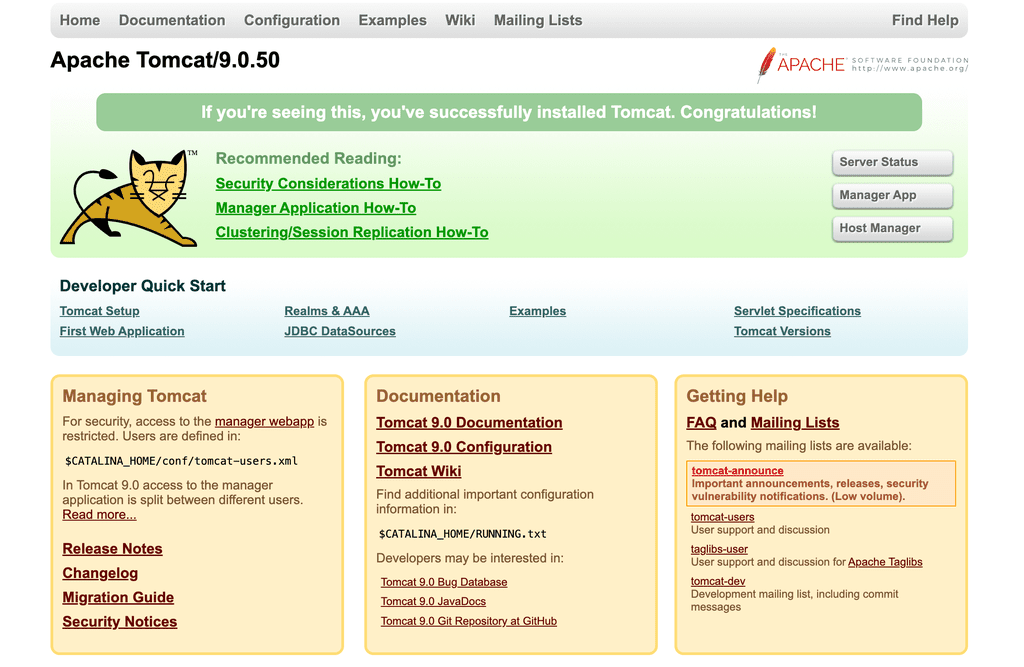 Home Documentation Configuration Examples Wiki Mailing Lists Find Help
Apache Tomcat/9.0.50
THE
APACHE SOFTWARE FOUNDATION
http://www.apache.org/
If you're seeing this, you've successfully installed Tomcat. Congratulations!
TM
Recommended Reading:
Security Considerations How-To
Manager Application How-To
Clustering/Session Replication How-To
Server Status
Manager App
Host Manager
Developer Quick Start
Tomcat Setup
First Web Application
Realms & AAA
JDBC DataSources
Examples
Servlet Specifications
Tomcat Versions
Managing Tomcat
For security, access to the manager webapp is
restricted. Users are defined in:
$CATALINA_HOME/conf/tomcat-users.xml
In Tomcat 9.0 access to the manager
application is split between different users.
Read more...
Release Notes
Changelog
Migration Guide
Security Notices
Documentation
Tomcat 9.0 Documentation
Tomcat 9.0 Configuration
Tomcat Wiki
Find additional important configuration
information in:
$CATALINA_HOME/RUNNING.txt
Developers may be interested in:
Tomcat 9.0 Bug Database
Tomcat 9.0 JavaDocs
Tomcat 9.0 Git Repository at GitHub
Getting Help
FAQ and Mailing Lists
The following mailing lists are available:
tomcat-announce
Important announcements, releases, security
vulnerability notifications. (Low volume).
tomcat-users
User support and discussion
taglibs-user
User support and discussion for Apache Taglibs
tomcat-dev
Development mailing list, including commit
messages